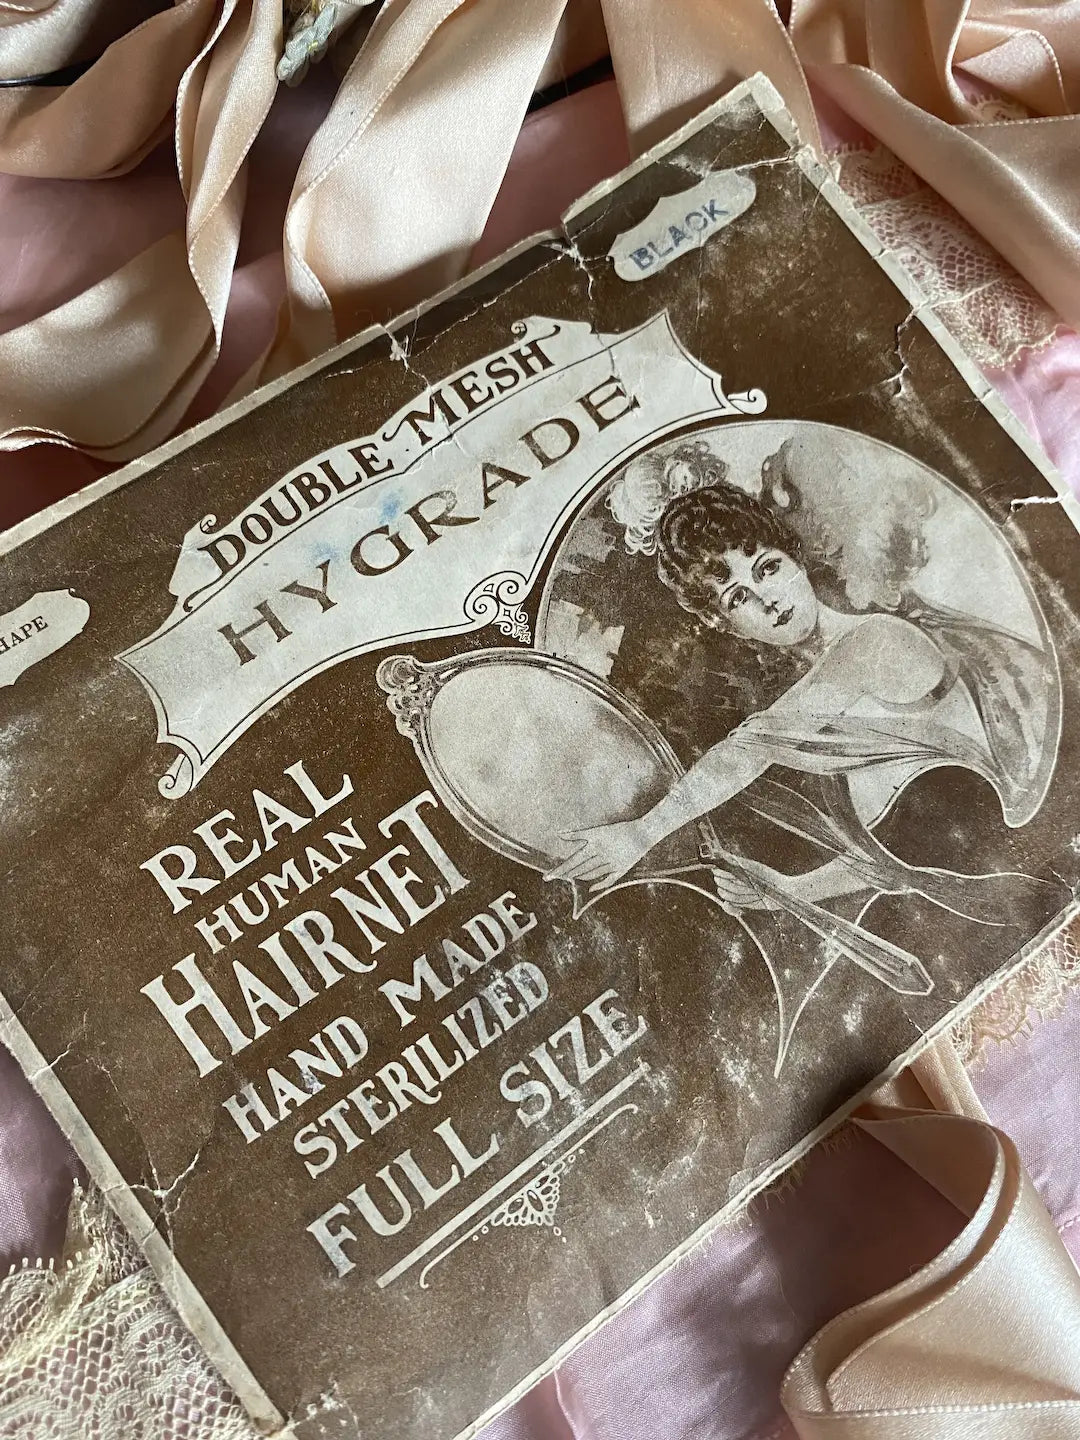 BLACK
DOUBLE MESH
HYGRADE
HAPE
REAL
HUMAN
HAIRNET
HAND MADE
STERILIZED
FULL SIZE